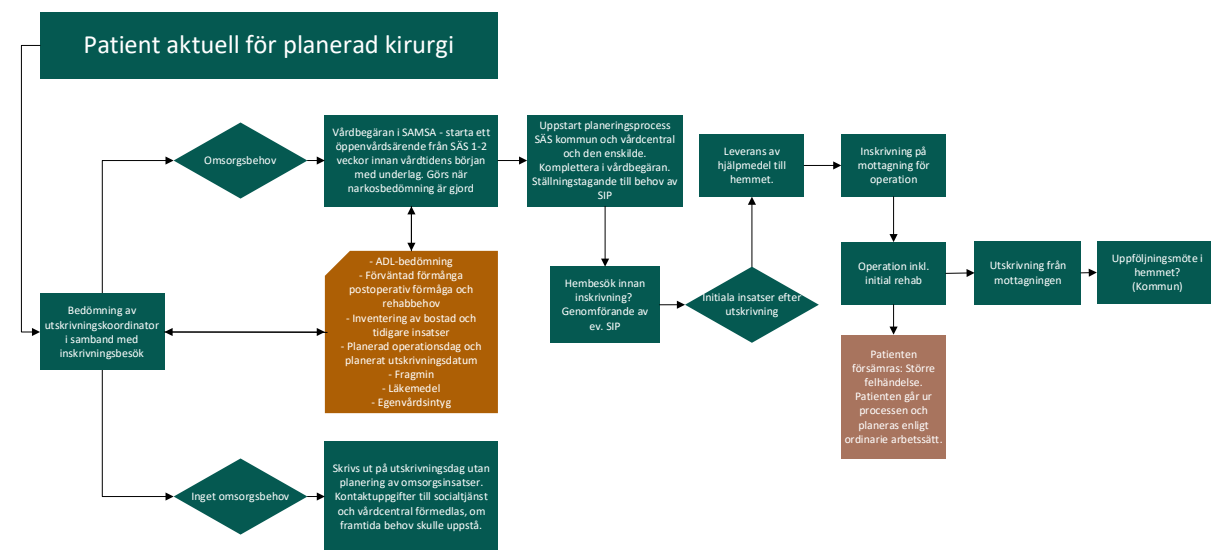 Patient aktuell för planerad kirurgi
Omsorgsbehov
Vårdbegäran i SAMSA - starta ett
öppenvårdsärende från SÄS 1-2
veckor innan vårdtidens början
med underlag. Görs när
narkosbedömning är gjord
Uppstart planeringsprocess
SÄS kommun och vårdcentral
och den enskilde.
Komplettera i vårdbegäran.
Ställningstagande till behov av
SIP
Leverans av
hjälpmedel till
hemmet.
Inskrivning på
mottagning för
operation
Bedömning av
utskrivningskoordinator
i samband med
inskrivningsbesök
- ADL-bedömning
- Förväntad förmånga
postoperativ förmåga och
rehabbehov
- Inventering av bostad och
tidigare insatser
- Planerad operationsdag och
planerat utskrivningsdatum
- Fragmin
- Läkemedel
- Egenvårdsintyg
Hembesök innan
inskrivning?
Genomförande av
ev. SIP
Initiala insatser efter
utskrivning
Operation inkl.
initial rehab
Utskrivning från
mottagningen
Uppföljningsmöte i
hemmet?
(Kommun)
Patienten
försämras: Större
felhändelse.
Patienten går ur
processen och
planeras enligt
ordinarie arbetssätt.
Inget omsorgsbehov
Skrivs ut på utskrivningsdag utan
planering av omsorgsinsatser.
Kontaktuppgifter till socialtjänst
och vårdcentral förmedlas, om
framtida behov skulle uppstå.